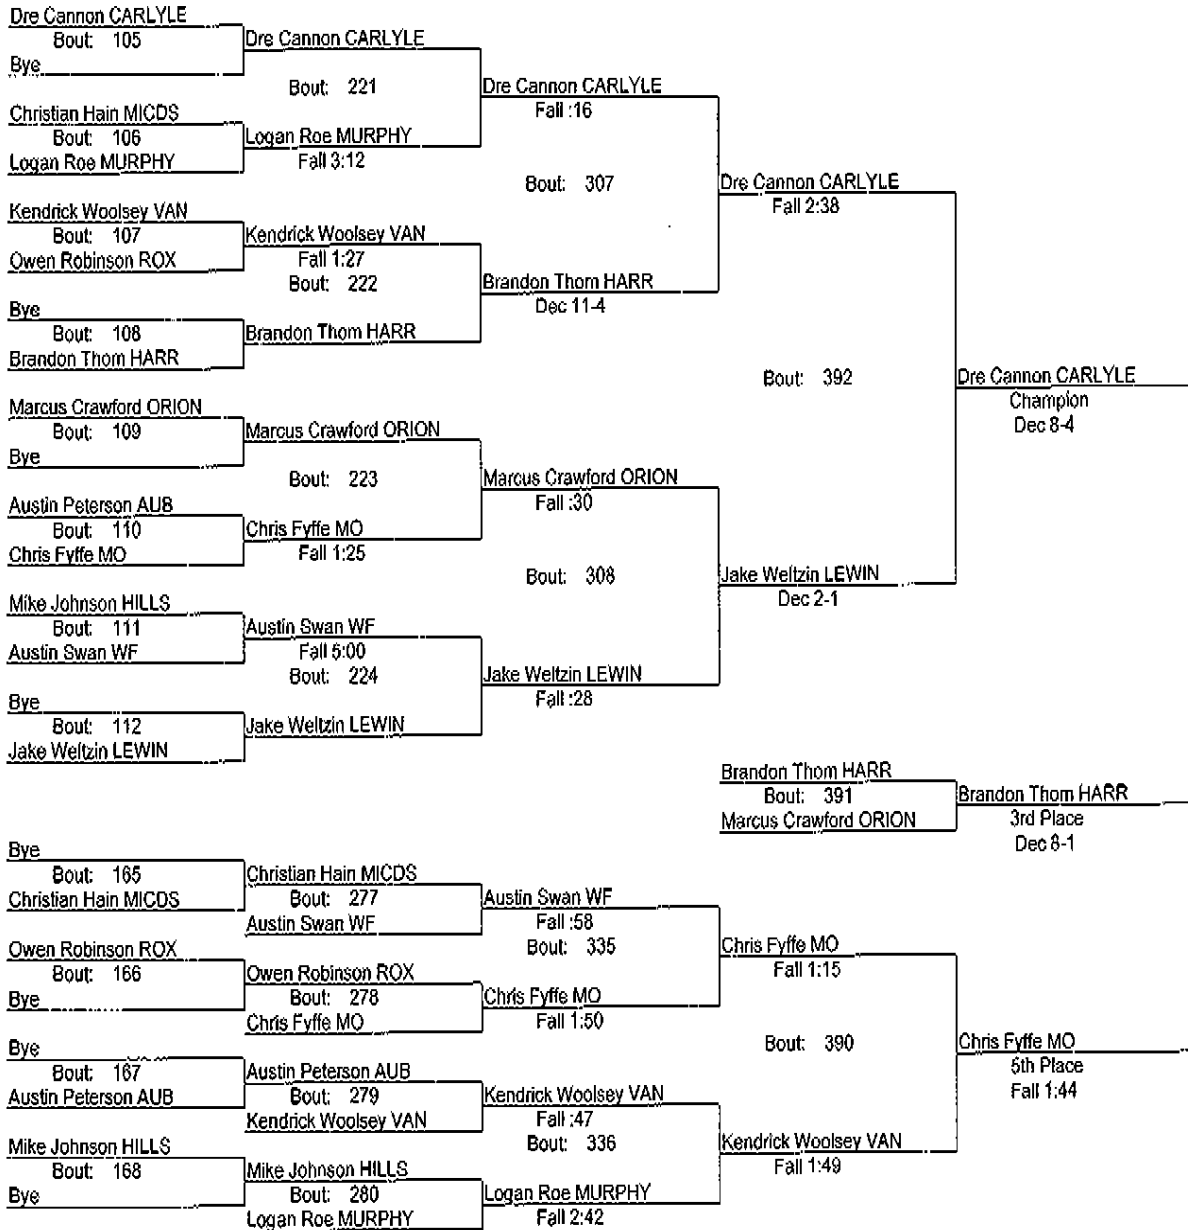 Dre Cannon CARLYLE
Bout: 105
Bye
Dre Cannon CARLYLE
Bout: 221
Christian Hain MICDS
Bout: 106
Logan Roe MURPHY
Logan Roe MURPHY
Fall 3:12
Dre Cannon CARLYLE
Fall :16
Bout: 307
Kendrick Woolsey VAN
Bout: 107
Owen Robinson ROX
Kendrick Woolsey VAN
Fall 1:27
Bout: 222
Bye
Bout: 108
Brandon Thom HARR
Brandon Thom HARR
Brandon Thom HARR
Dec 11-4
Dre Cannon CARLYLE
Fall 2:38
Bout: 392
Dre Cannon CARLYLE
Champion
Dec 8-4
Marcus Crawford ORION
Bout: 109
Bye
Marcus Crawford ORION
Bout: 223
Austin Peterson AUB
Bout: 110
Chris Fyffe MO
Chris Fyffe MO
Fall 1:25
Marcus Crawford ORION
Fall :30
Bout: 308
Mike Johnson HILLS
Bout: 111
Austin Swan WF
Austin Swan WF
Fall 5:00
Bout: 224
Bye
Bout: 112
Jake Weltzin LEWIN
Jake Weltzin LEWIN
Jake Weltzin LEWIN
Fall :28
Jake Weltzin LEWIN
Dec 2-1
Brandon Thom HARR
Bout: 391
Marcus Crawford ORION
Brandon Thom HARR
3rd Place
Dec 8-1
Bye
Bout: 165
Christian Hain MICDS
Christian Hain MICDS
Bout: 277
Austin Swan WF
Austin Swan WF
Fall :58
Bout: 335
Owen Robinson ROX
Bout: 166
Bye
Owen Robinson ROX
Bout: 278
Chris Fyffe MO
Chris Fyffe MO
Fall 1:50
Chris Fyffe MO
Fall 1:15
Bout: 390
Bye
Bout: 167
Austin Peterson AUB
Austin Peterson AUB
Bout: 279
Kendrick Woolsey VAN
Kendrick Woolsey VAN
Fall :47
Bout: 336
Mike Johnson HILLS
Bout: 168
Bye
Mike Johnson HILLS
Bout: 280
Logan Roe MURPHY
Logan Roe MURPHY
Fall 2:42
Kendrick Woolsey VAN
Fall 1:49
Chris Fyffe MO
5th Place
Fall 1:44